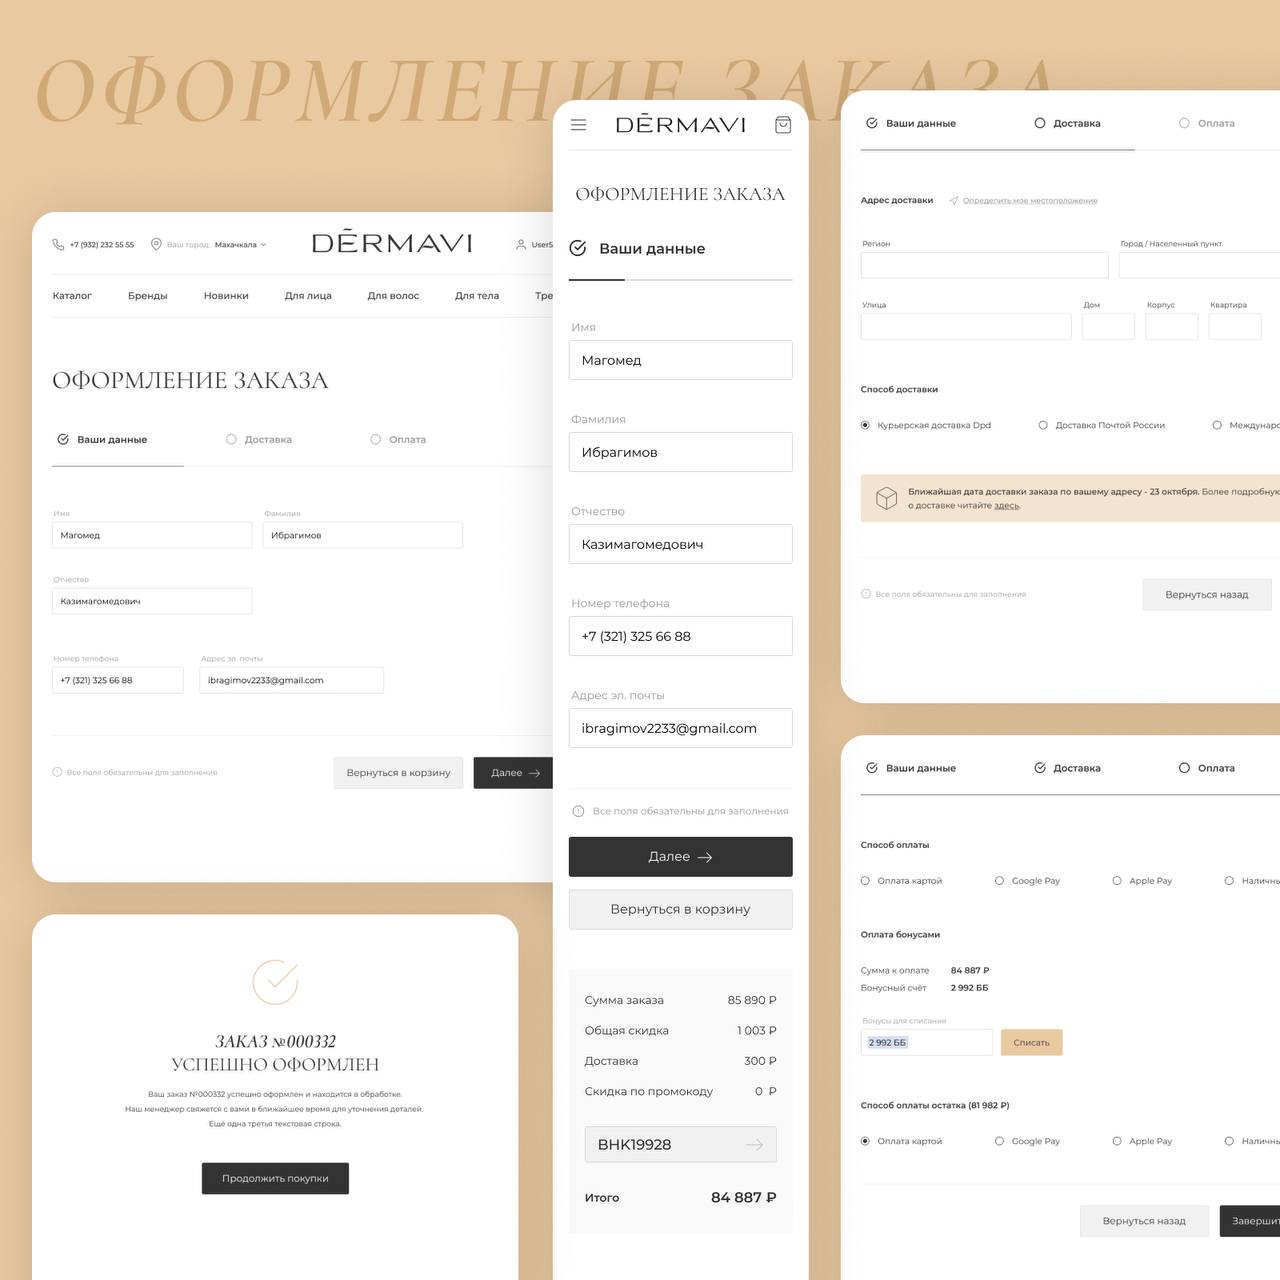 ОФОРМЛЕНИЕ ЗАКАЗА
+7 (932) 232 55 55
Ваш город: Махачкала
DĒRMAVI
Каталог Бренды Новинки Для лица Для волос Для тела
ОФОРМЛЕНИЕ ЗАКАЗА
Ваши данные Доставка Оплата
Имя Фамилия
Магомед Ибрагимов
Отчество
Казимагомедович
Номер телефона Адрес эл. почты
+7 (321) 325 66 88 ibragimov2233@gmail.com
Все поля обязательны для заполнения
Вернуться в корзину Далее
ЗАКАЗ №000332
УСПЕШНО ОФОРМЛЕН
Ваш заказ №000332 успешно оформлен и находится в обработке.
Наш менеджер свяжется с вами в ближайшее время для уточнения деталей.
Ещё одна третья текстовая строка.
Продолжить покупки
DĒRMAVI
ОФОРМЛЕНИЕ ЗАКАЗА
Ваши данные
Имя
Магомед
Фамилия
Ибрагимов
Отчество
Казимагомедович
Номер телефона
+7 (321) 325 66 88
Адрес эл. почты
ibragimov2233@gmail.com
Все поля обязательны для заполнения
Далее
Вернуться в корзину
Сумма заказа 85 890 ₽
Общая скидка 1 003 ₽
Доставка 300 ₽
Скидка по промокоду 0 ₽
BHK19928
Итого 84 887 ₽
Ваши данные Доставка Оплата
Адрес доставки Определить мое местоположение
Регион Город / Населенный пункт
Улица Дом Корпус Квартира
Способ доставки
Курьерская доставка Dpd Доставка Почтой России
Ближайшая дата доставки заказа по вашему адресу - 23 октября. Более
о доставке читайте здесь.
Все поля обязательны для заполнения
Вернуться назад
Ваши данные Доставка Оплата
Способ оплаты
Оплата картой Google Pay Apple Pay
Оплата бонусами
Сумма к оплате 84 887 ₽
Бонусный счёт 2 992 ББ
Бонусы для списания
2 992 ББ Списать
Способ оплаты остатка (81 982 ₽)
Оплата картой Google Pay Apple Pay
Вернуться назад